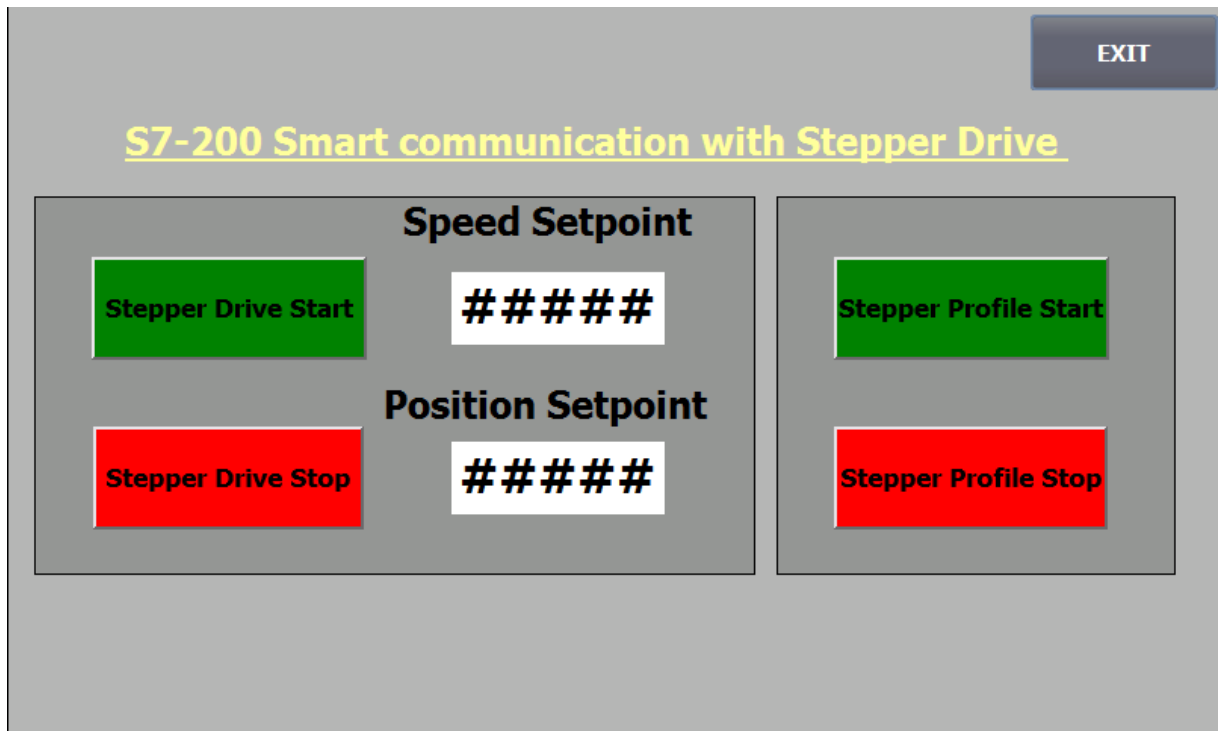 EXIT
S7-200 Smart communication with Stepper Drive
Speed Setpoint
Stepper Drive Start
#####
Stepper Profile Start
Position Setpoint
Stepper Drive Stop
#####
Stepper Profile Stop